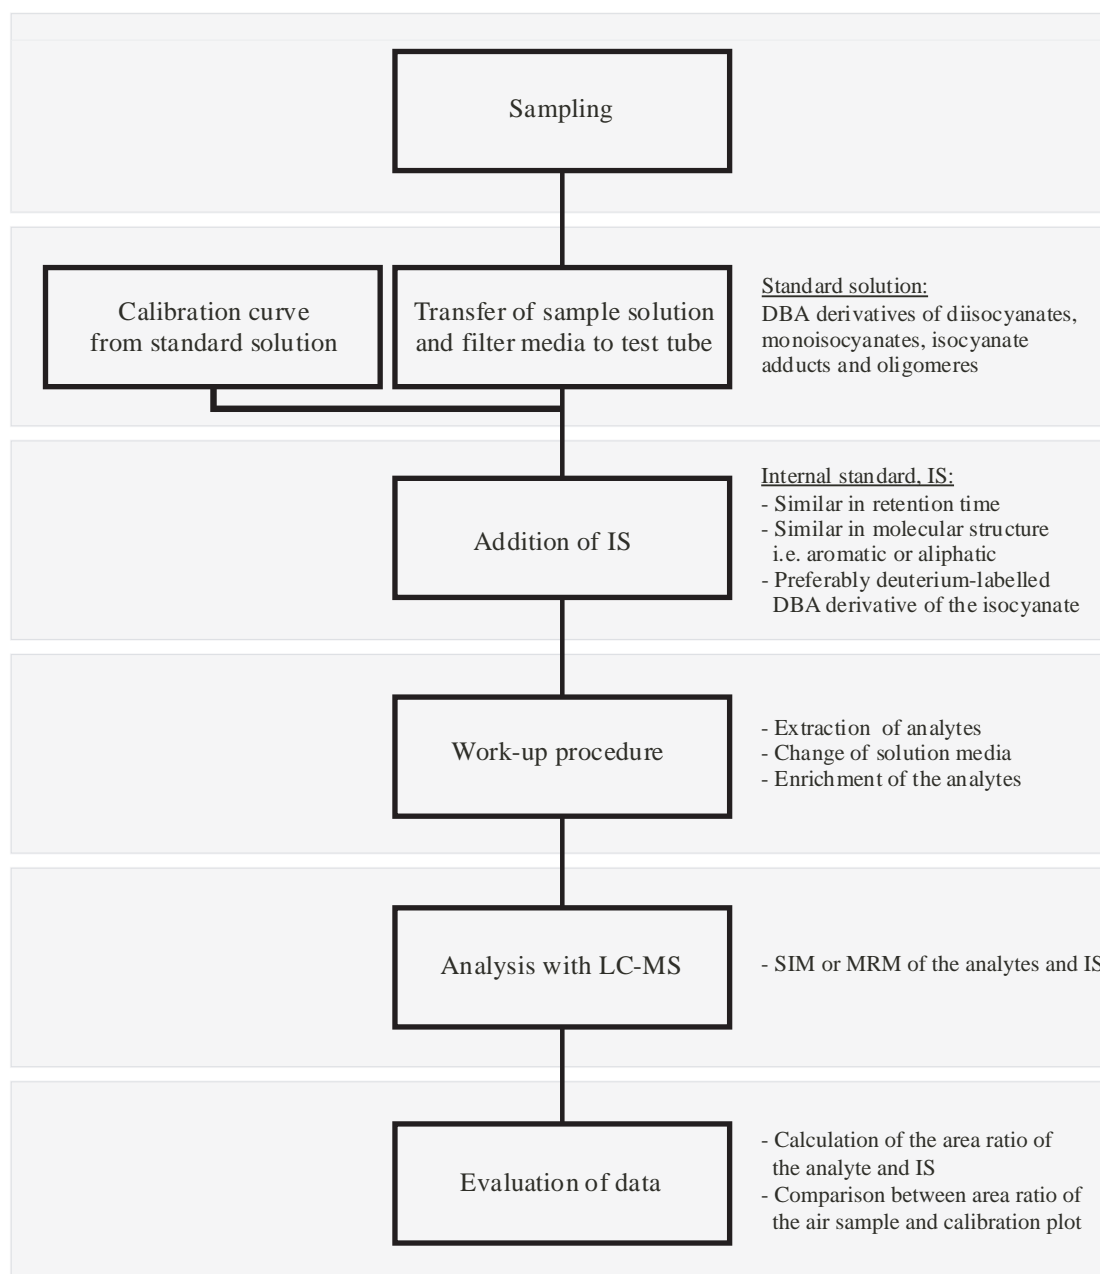 Sampling
Calibration curve
from standard solution
Transfer of sample solution
and filter media to test tube
Standard solution:
DBA derivatives of diisocyanates,
monoisocyanates, isocyanate
adducts and oligomeres
Addition of IS
Internal standard, IS:
- Similar in retention time
- Similar in molecular structure
i.e. aromatic or aliphatic
- Preferably deuterium-labelled
DBA derivative of the isocyanate
Work-up procedure
- Extraction of analytes
- Change of solution media
- Enrichment of the analytes
Analysis with LC-MS
- SIM or MRM of the analytes and IS
Evaluation of data
- Calculation of the area ratio of
the analyte and IS
- Comparison between area ratio of
the air sample and calibration plot